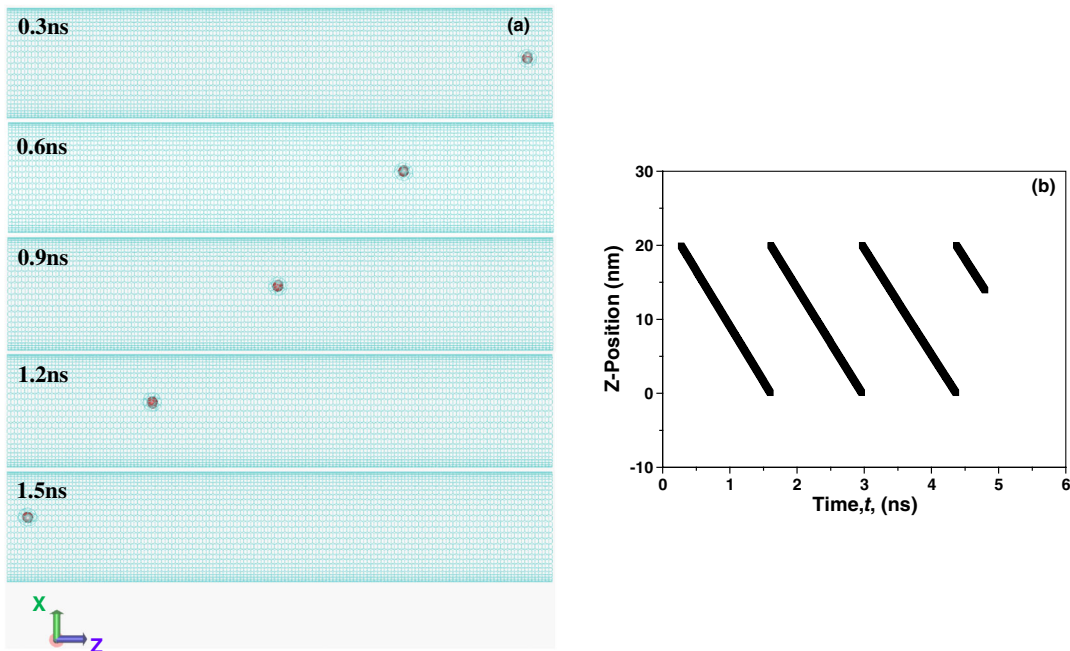 0.3ns
(a)
0.6ns
0.9ns
1.2ns
1.5ns
X
Z
30
20
10
0
-10
Z-Position (nm)
(b)
0 1 2 3 4 5 6
Time,t, (ns)